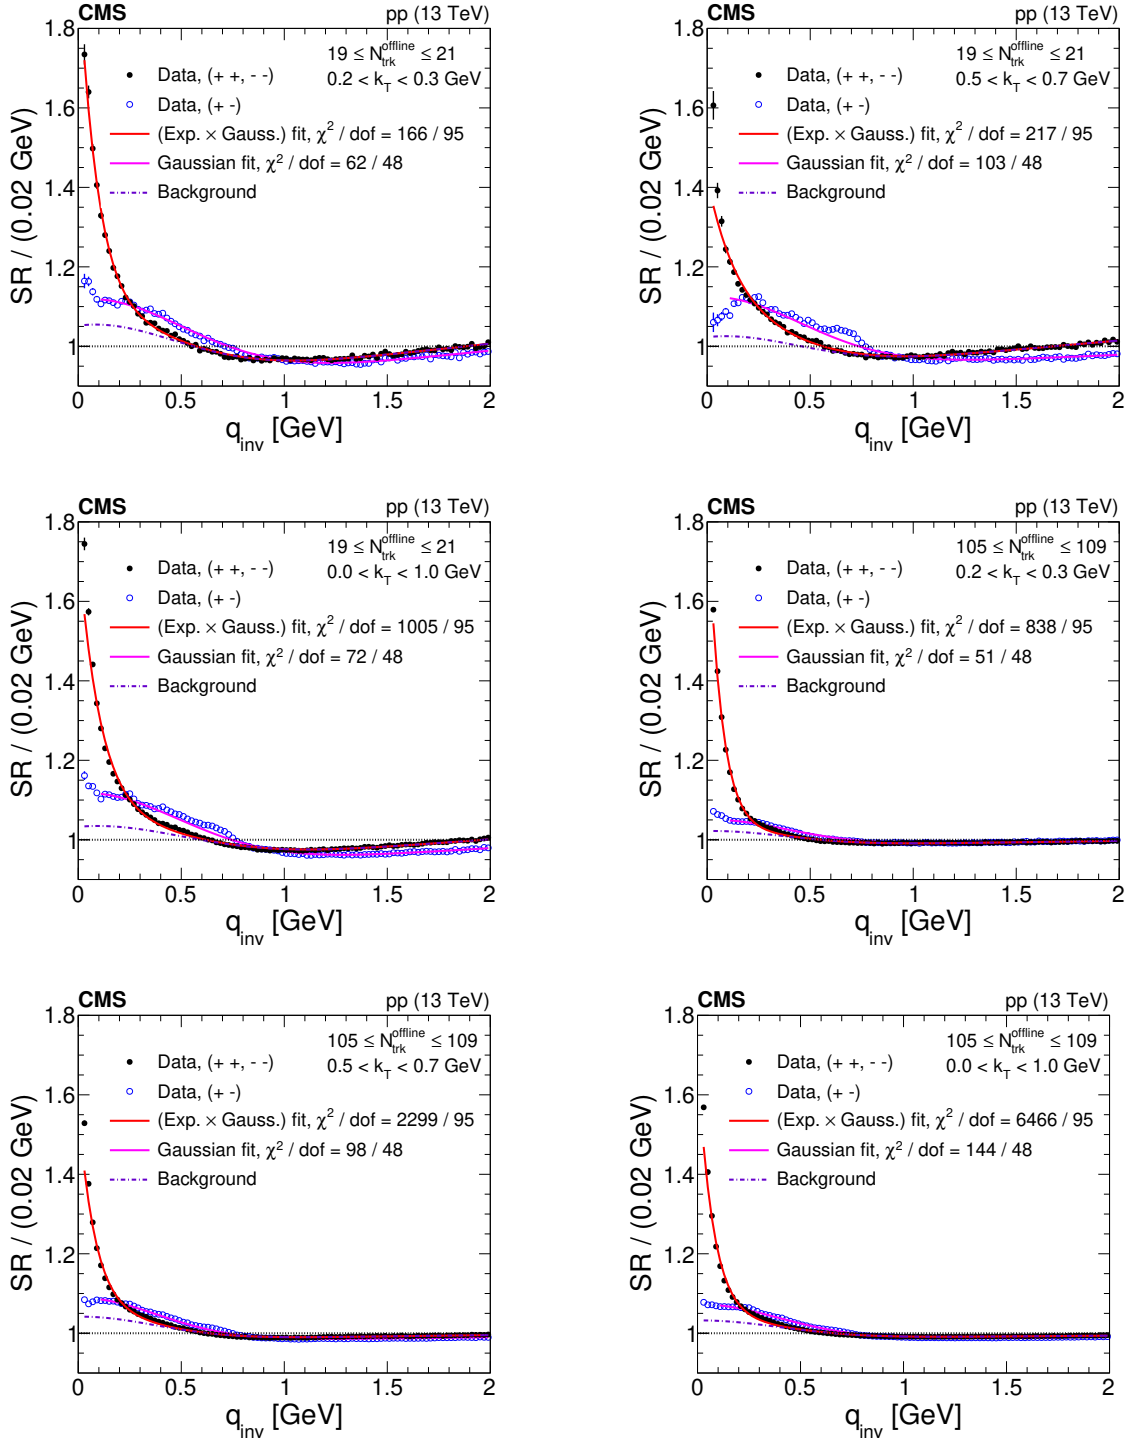 CMS pp (13 TeV)
19 ≤ N_trk^offline ≤ 21
0.2 < k_T < 0.3 GeV
Data, (+ +, - -)
Data, (+ -)
(Exp. × Gauss.) fit, χ² / dof = 166 / 95
Gaussian fit, χ² / dof = 62 / 48
Background
SR / (0.02 GeV)
1.8
1.6
1.4
1.2
1
0 0.5 1 1.5 2
q_inv [GeV]
CMS pp (13 TeV)
19 ≤ N_trk^offline ≤ 21
0.5 < k_T < 0.7 GeV
Data, (+ +, - -)
Data, (+ -)
(Exp. × Gauss.) fit, χ² / dof = 217 / 95
Gaussian fit, χ² / dof = 103 / 48
Background
SR / (0.02 GeV)
1.8
1.6
1.4
1.2
1
0 0.5 1 1.5 2
q_inv [GeV]
CMS pp (13 TeV)
19 ≤ N_trk^offline ≤ 21
0.0 < k_T < 1.0 GeV
Data, (+ +, - -)
Data, (+ -)
(Exp. × Gauss.) fit, χ² / dof = 1005 / 95
Gaussian fit, χ² / dof = 72 / 48
Background
SR / (0.02 GeV)
1.8
1.6
1.4
1.2
1
0 0.5 1 1.5 2
q_inv [GeV]
CMS pp (13 TeV)
105 ≤ N_trk^offline ≤ 109
0.2 < k_T < 0.3 GeV
Data, (+ +, - -)
Data, (+ -)
(Exp. × Gauss.) fit, χ² / dof = 838 / 95
Gaussian fit, χ² / dof = 51 / 48
Background
SR / (0.02 GeV)
1.8
1.6
1.4
1.2
1
0 0.5 1 1.5 2
q_inv [GeV]
CMS pp (13 TeV)
105 ≤ N_trk^offline ≤ 109
0.5 < k_T < 0.7 GeV
Data, (+ +, - -)
Data, (+ -)
(Exp. × Gauss.) fit, χ² / dof = 2299 / 95
Gaussian fit, χ² / dof = 98 / 48
Background
SR / (0.02 GeV)
1.8
1.6
1.4
1.2
1
0 0.5 1 1.5 2
q_inv [GeV]
CMS pp (13 TeV)
105 ≤ N_trk^offline ≤ 109
0.0 < k_T < 1.0 GeV
Data, (+ +, - -)
Data, (+ -)
(Exp. × Gauss.) fit, χ² / dof = 6466 / 95
Gaussian fit, χ² / dof = 144 / 48
Background
SR / (0.02 GeV)
1.8
1.6
1.4
1.2
1
0 0.5 1 1.5 2
q_inv [GeV]